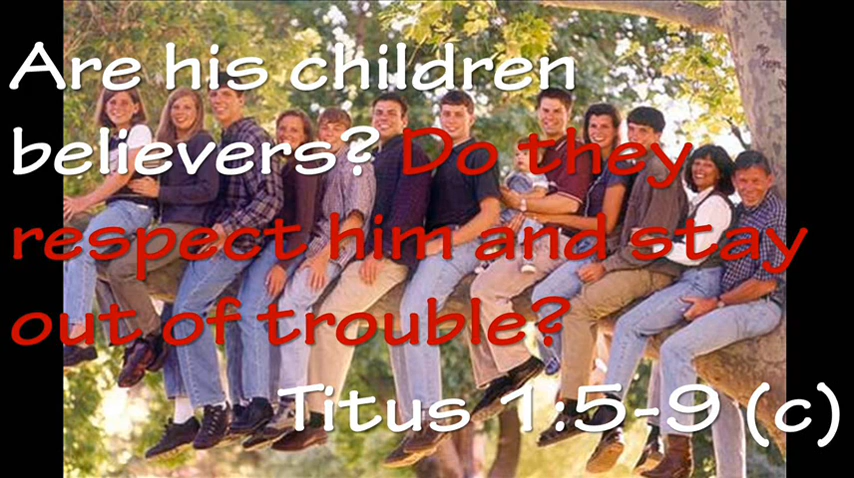 Are his children
believers? Do they
respect him and stay
out of trouble?
Titus 1:5-9 (c)